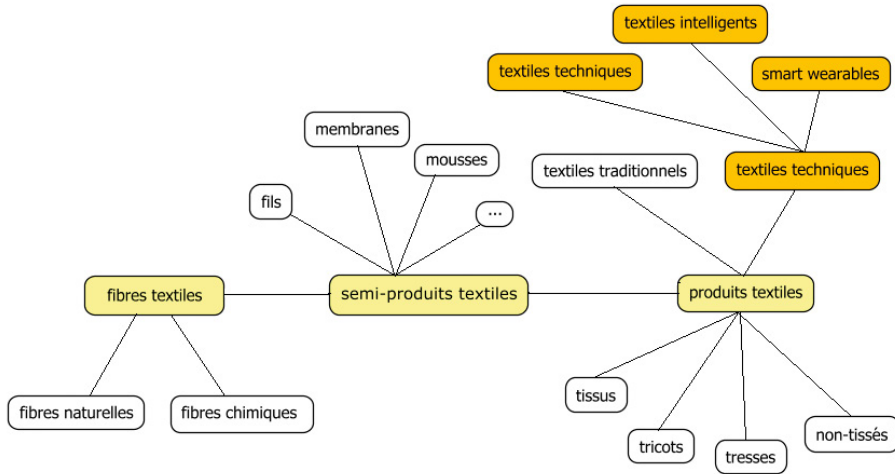 textiles intelligents
textiles techniques
smart wearables
membranes
mousses
textiles traditionnels
textiles techniques
fils
...
fibres textiles
semi-produits textiles
produits textiles
tissus
fibres naturelles
fibres chimiques
tricots
tresses
non-tissés